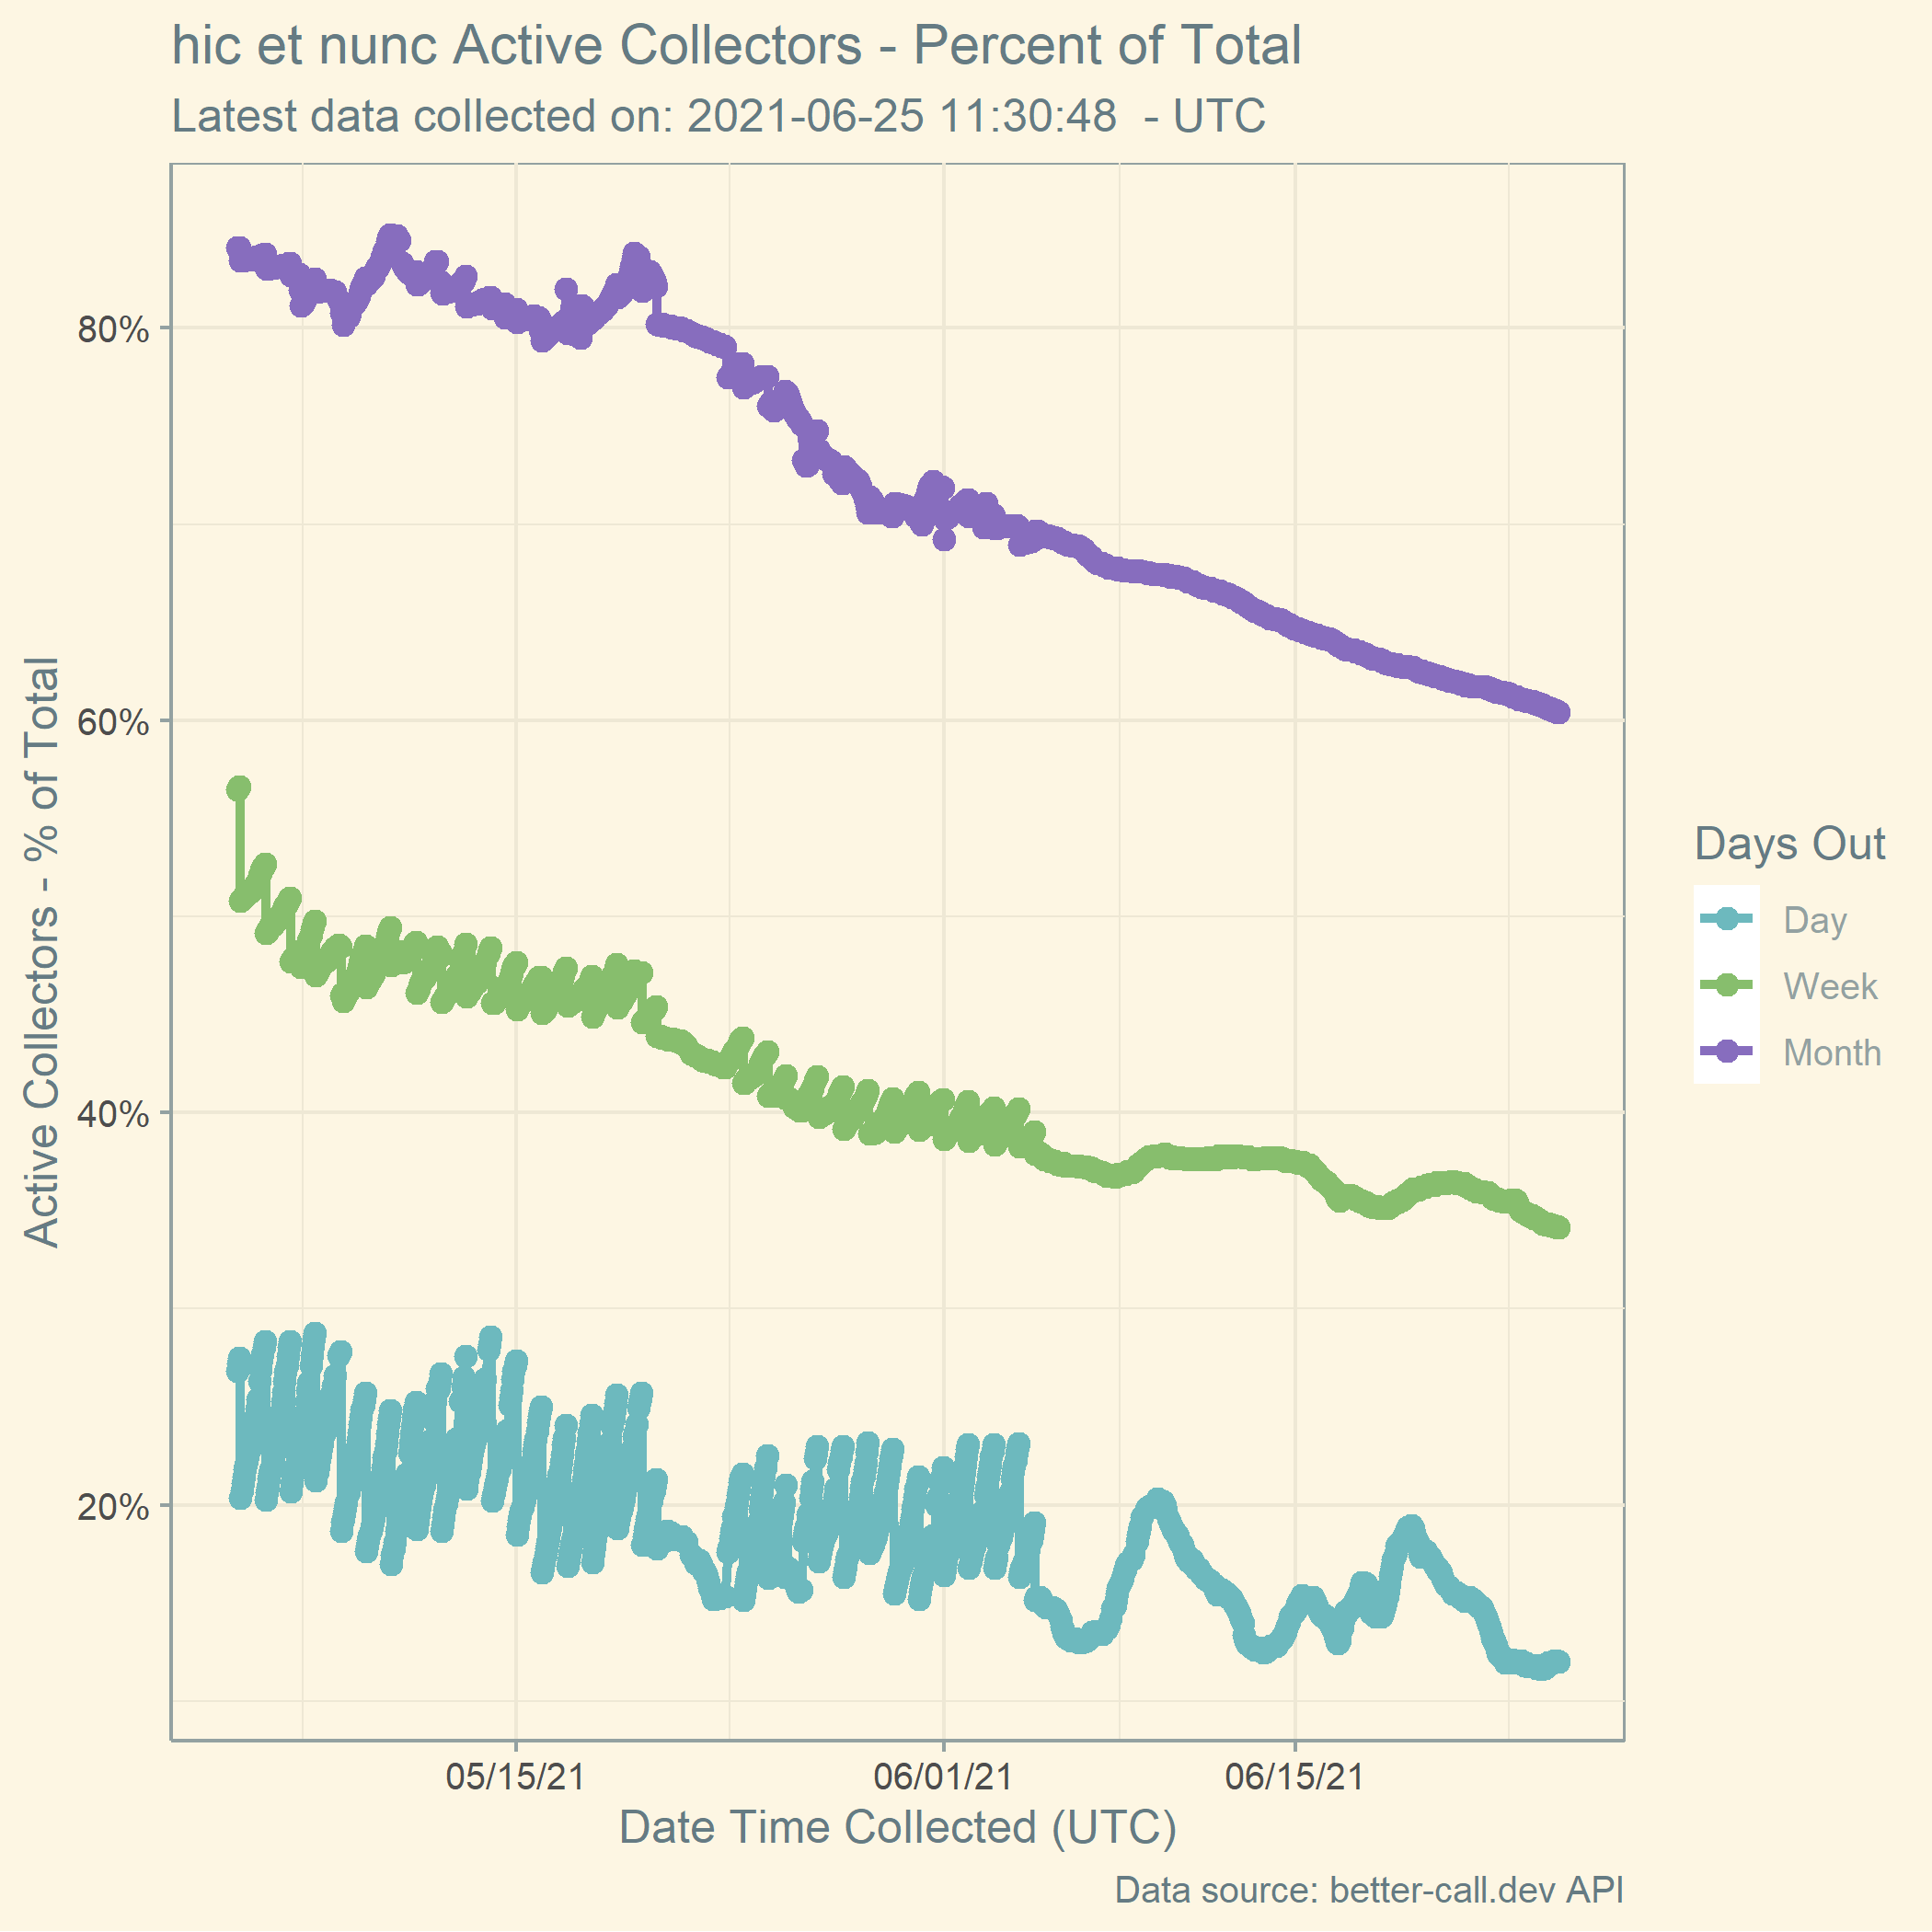 hic et nunc Active Collectors - Percent of Total
Latest data collected on: 2021-06-25 11:30:48  - UTC
Active Collectors - % of Total
80%
60%
40%
20%
05/15/21
06/01/21
06/15/21
Date Time Collected (UTC)
Days Out
Day
Week
Month
Data source: better-call.dev API